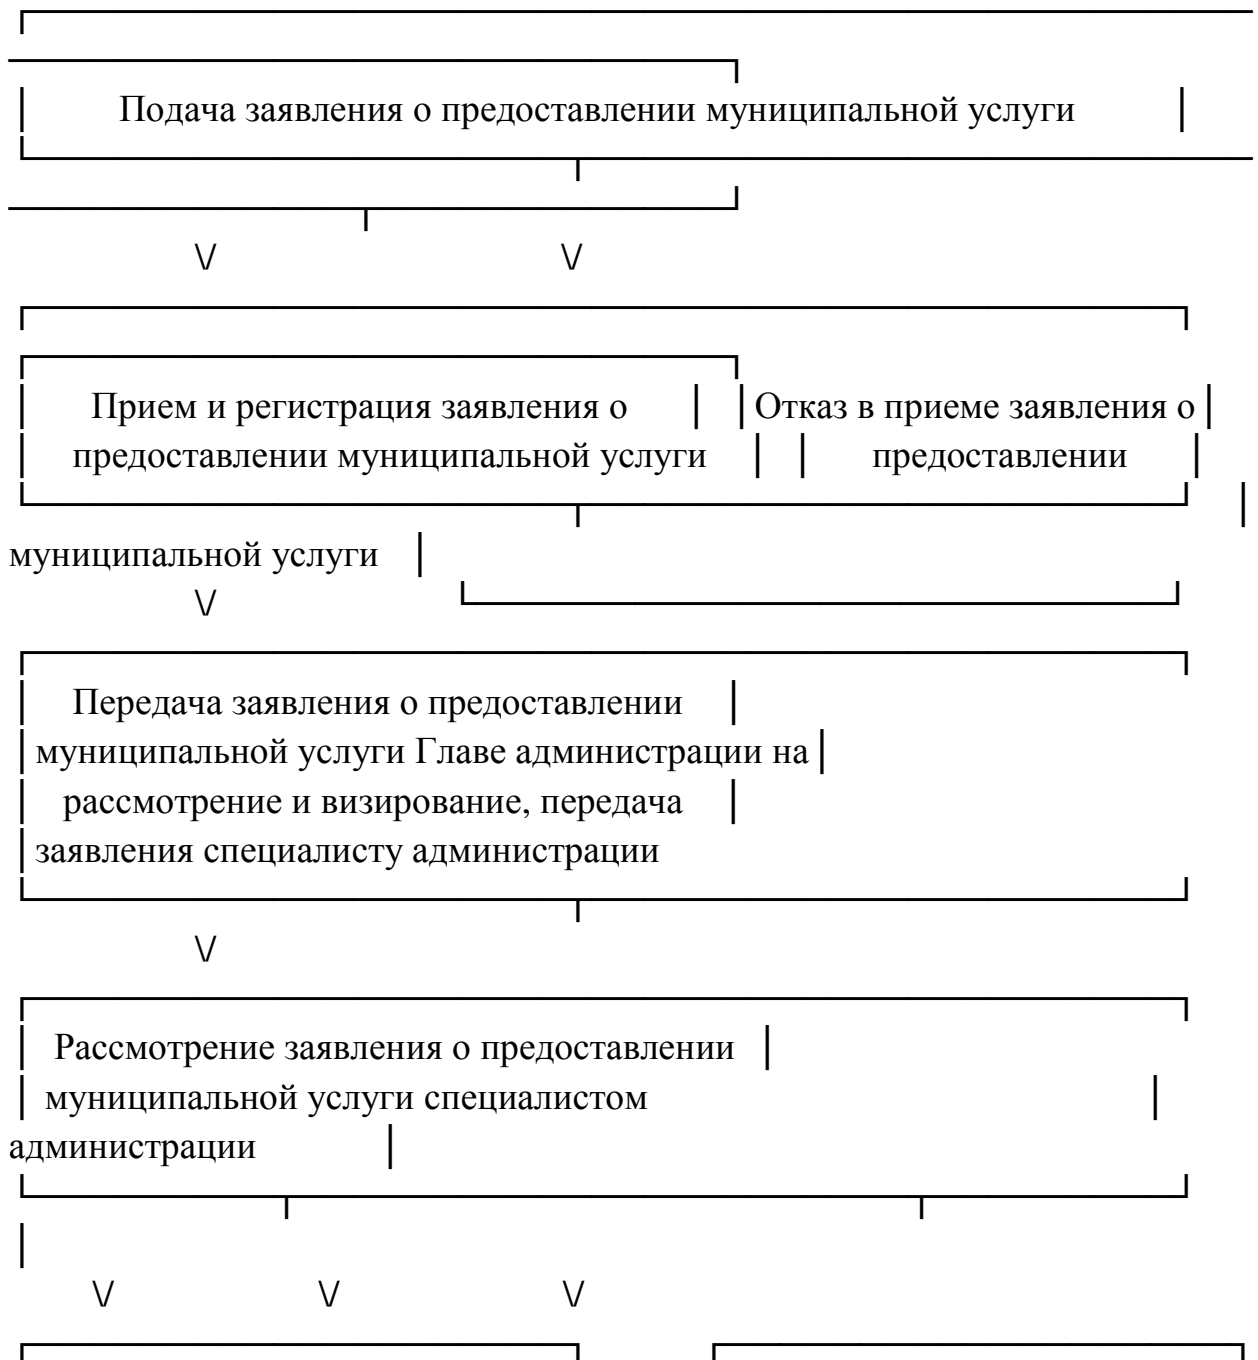 Подача заявления о предоставлении муниципальной услуги
\/ \/
Прием и регистрация заявления о Отказ в приеме заявления о
предоставлении муниципальной услуги предоставлении
муниципальной услуги
\/
Передача заявления о предоставлении
муниципальной услуги Главе администрации на
рассмотрение и визирование, передача
заявления специалисту администрации
\/
Рассмотрение заявления о предоставлении
муниципальной услуги специалистом
администрации
\/ \/ \/